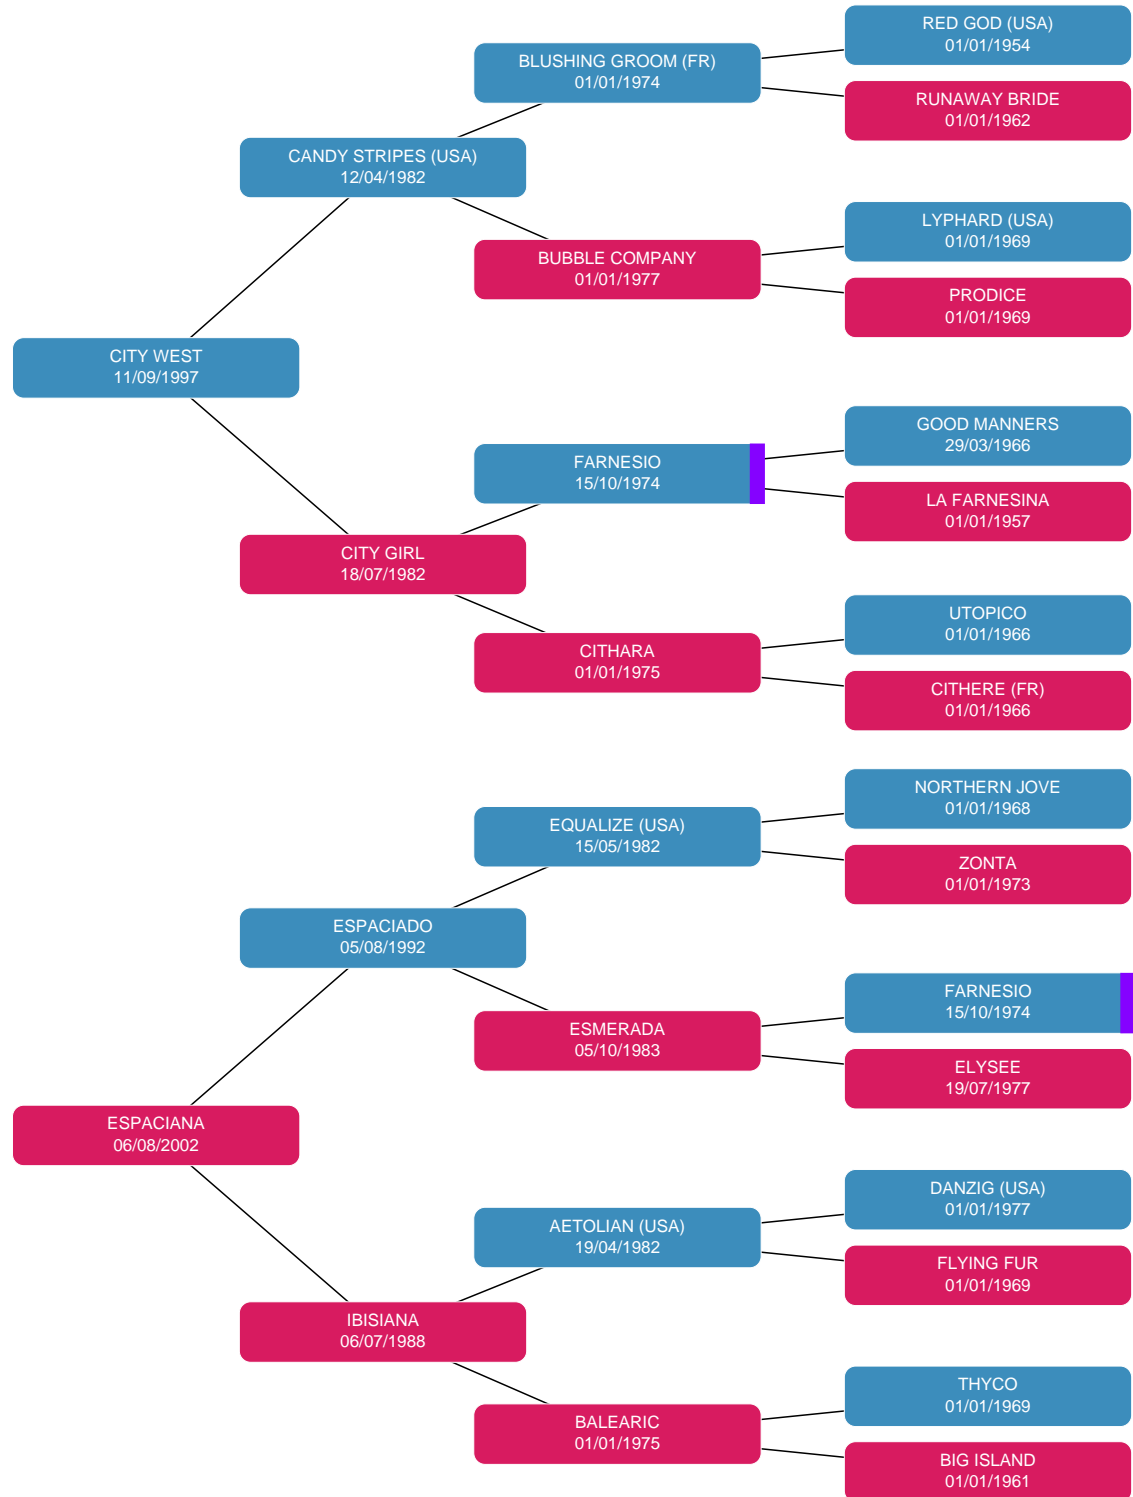 RED GOD (USA)
01/01/1954
BLUSHING GROOM (FR)
01/01/1974
RUNAWAY BRIDE
01/01/1962
CANDY STRIPES (USA)
12/04/1982
LYPHARD (USA)
01/01/1969
BUBBLE COMPANY
01/01/1977
PRODICE
01/01/1969
CITY WEST
11/09/1997
GOOD MANNERS
29/03/1966
FARNESIO
15/10/1974
LA FARNESINA
01/01/1957
CITY GIRL
18/07/1982
UTOPICO
01/01/1966
CITHARA
01/01/1975
CITHERE (FR)
01/01/1966
NORTHERN JOVE
01/01/1968
EQUALIZE (USA)
15/05/1982
ZONTA
01/01/1973
ESPACIADO
05/08/1992
FARNESIO
15/10/1974
ESMERADA
05/10/1983
ELYSEE
19/07/1977
ESPACIANA
06/08/2002
DANZIG (USA)
01/01/1977
AETOLIAN (USA)
19/04/1982
FLYING FUR
01/01/1969
IBISIANA
06/07/1988
THYCO
01/01/1969
BALEARIC
01/01/1975
BIG ISLAND
01/01/1961